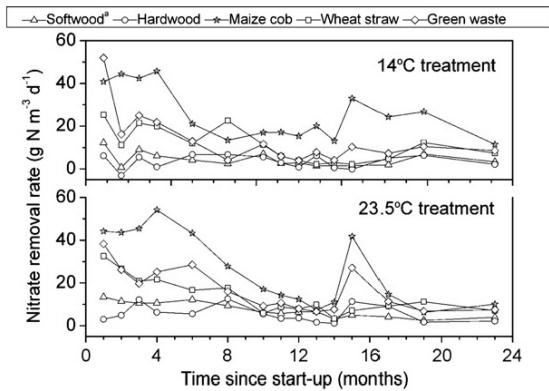 Softwoodᵃ Hardwood Maize cob Wheat straw Green waste
60
14°C treatment
40
20
0
Nitrate removal rate (g N m⁻³ d⁻¹)
60
23.5°C treatment
40
20
0
0 4 8 12 16 20 24
Time since start-up (months)